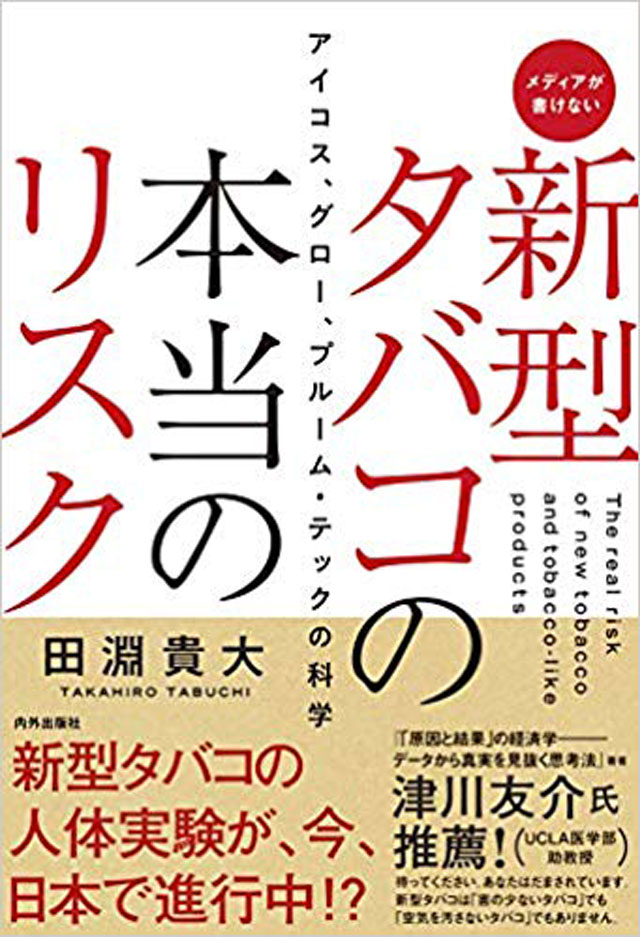 メディアが
書けない
新型
タバコの
本当の
リスク
アイコス、グロー、プルーム・テックの科学
The real risk
of new tobacco
and tobacco-like
products
田淵貴大
TAKAHIRO TABUCHI
内外出版社
新型タバコの
人体実験が、今、
日本で進行中!?
『「原因と結果」の経済学――
データから真実を見抜く思考法』著者
津川友介氏
推薦!(UCLA医学部
助教授)
待ってください。あなたはだまされています。
新型タバコは「害の少ないタバコ」でも
「空気を汚さないタバコ」でもありません。